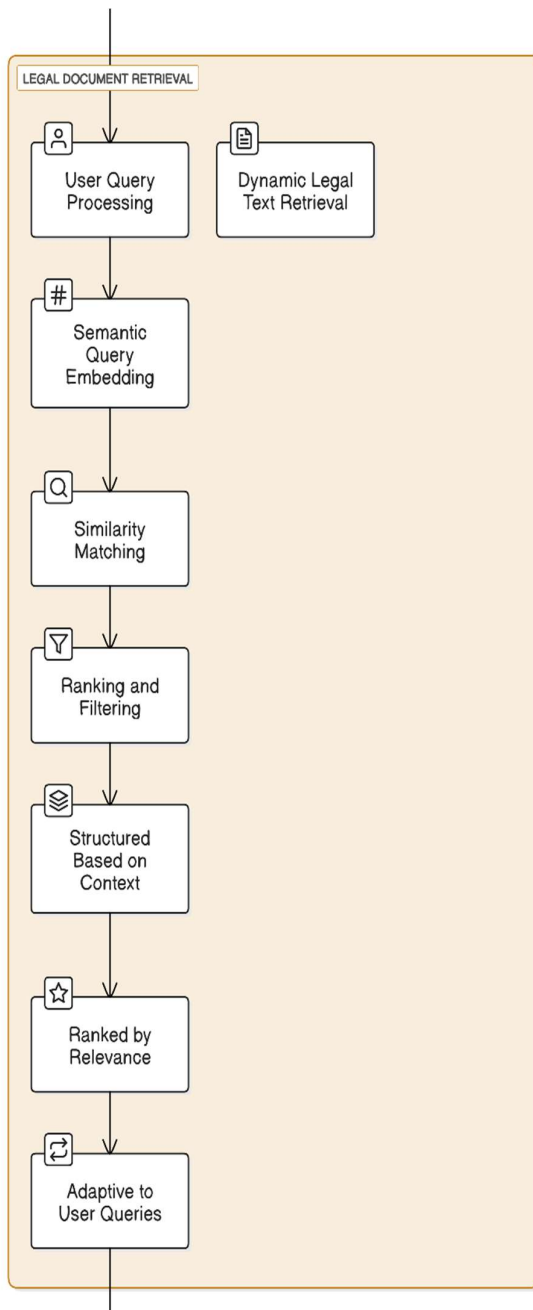 LEGAL DOCUMENT RETRIEVAL
User Query
Processing
Dynamic Legal
Text Retrieval
#
Semantic
Query
Embedding
Similarity
Matching
Ranking and
Filtering
Structured
Based on
Context
Ranked by
Relevance
Adaptive to
User Queries